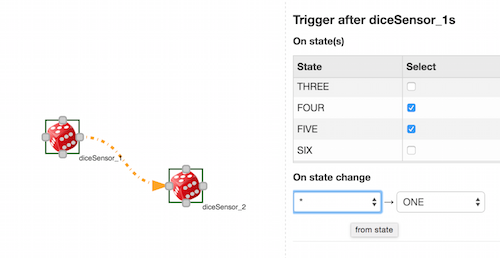 Trigger after diceSensor_1s
On state(s)
State Select
THREE
FOUR
FIVE
SIX
On state change
* → ONE
from state
diceSensor_1
diceSensor_2